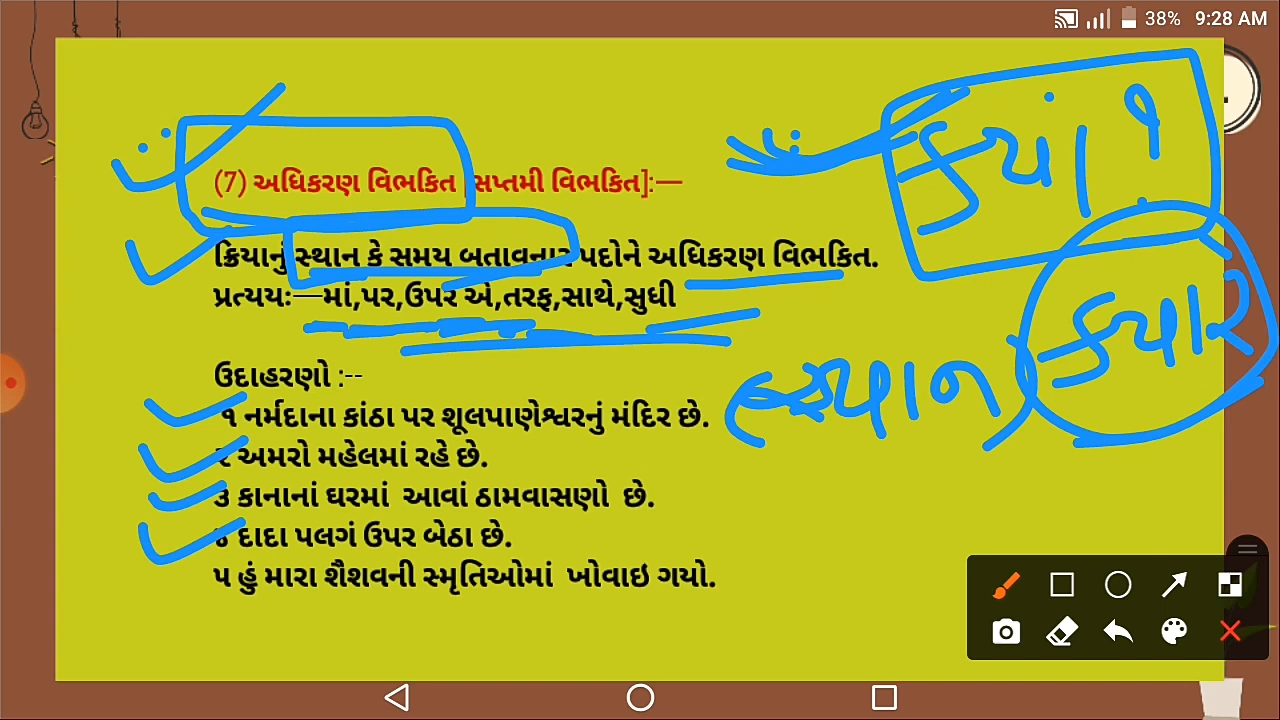 38% 9:28 AM
ક્યાં ?
(7) અધિકરણ વિભકિત [સપ્તમી વિભકિત]:—
ક્રિયાનું સ્થાન કે સમય બતાવનાર પદોને અધિકરણ વિભકિત.
ક્યારે
પ્રત્યયઃ—માં,પર,ઉપર એ,તરફ,સાથે,સુધી
ઉદાહરણો :--
(સ્થાન)
૧ નર્મદાના કાંઠા પર શૂલપાણેશ્વરનું મંદિર છે.
૨ અમરો મહેલમાં રહે છે.
૩ કાનાનાં ઘરમાં આવાં ઠામવાસણો છે.
૪ દાદા પલગં ઉપર બેઠા છે.
૫ હું મારા શૈશવની સ્મૃતિઓમાં ખોવાઇ ગયો.